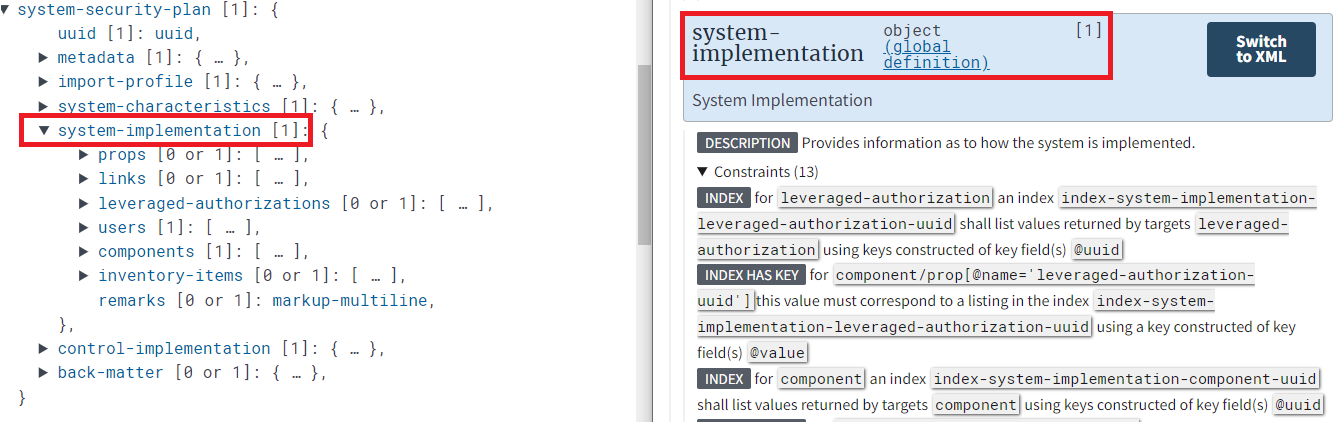 ▼ system-security-plan [1]: {
uuid [1]: uuid,
▶ metadata [1]: { … },
▶ import-profile [1]: { … },
▶ system-characteristics [1]: { … },
▼ system-implementation [1]: {
▶ props [0 or 1]: [ … ],
▶ links [0 or 1]: [ … ],
▶ leveraged-authorizations [0 or 1]: [ … ],
▶ users [1]: [ … ],
▶ components [1]: [ … ],
▶ inventory-items [0 or 1]: [ … ],
remarks [0 or 1]: markup-multiline,
},
▶ control-implementation [1]: { … },
▶ back-matter [0 or 1]: { … },
}
system-
implementation
object
(global
definition)
[1]
Switch
to XML
System Implementation
DESCRIPTION Provides information as to how the system is implemented.
▼ Constraints (13)
INDEX for leveraged-authorization an index index-system-implementation-
leveraged-authorization-uuid shall list values returned by targets leveraged-
authorization using keys constructed of key field(s) @uuid
INDEX HAS KEY for component/prop[@name='leveraged-authorization-
uuid'] this value must correspond to a listing in the index index-system-
implementation-leveraged-authorization-uuid using a key constructed of key
field(s) @value
INDEX for component an index index-system-implementation-component-uuid
shall list values returned by targets component using keys constructed of key field(s) @uuid